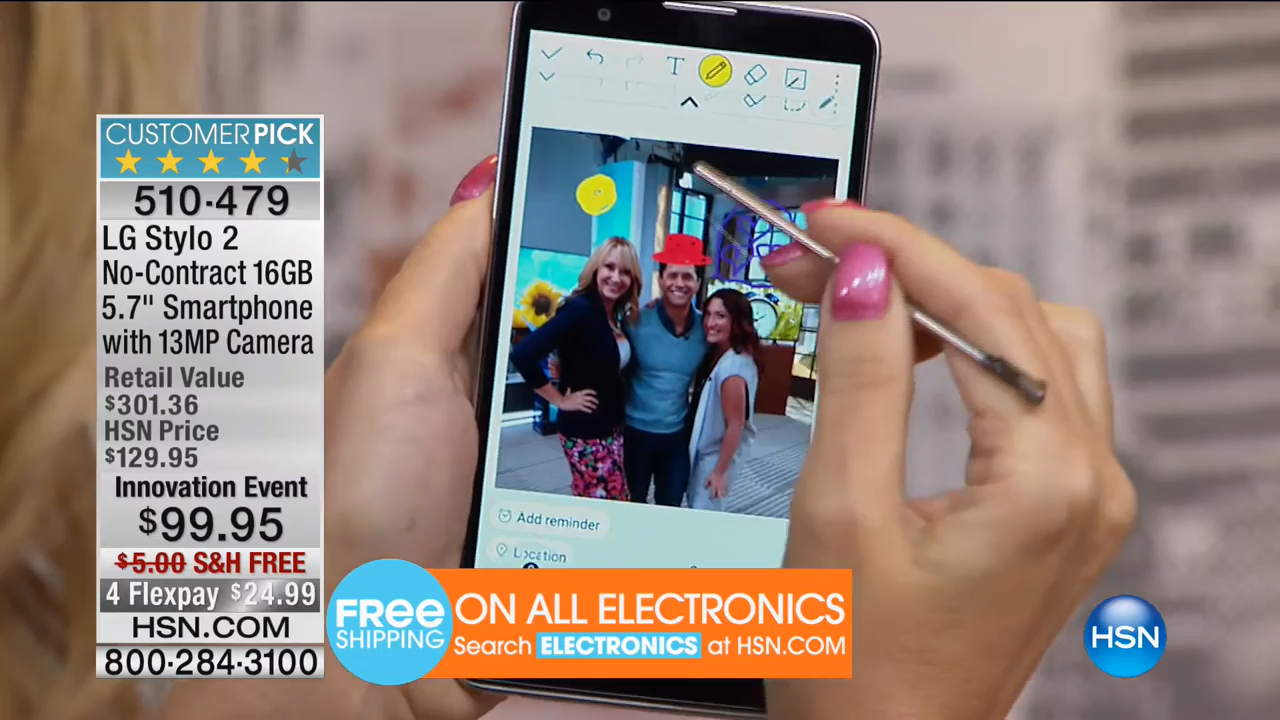 CUSTOMER PICK
510-479
LG Stylo 2
No-Contract 16GB
5.7" Smartphone
with 13MP Camera
Retail Value
$301.36
HSN Price
$129.95
Innovation Event
$99.95
$5.00 S&H FREE
4 Flexpay $24.99
HSN.COM
800-284-3100
T
Add reminder
Location
FREE
SHIPPING
ON ALL ELECTRONICS
Search ELECTRONICS at HSN.COM
HSN